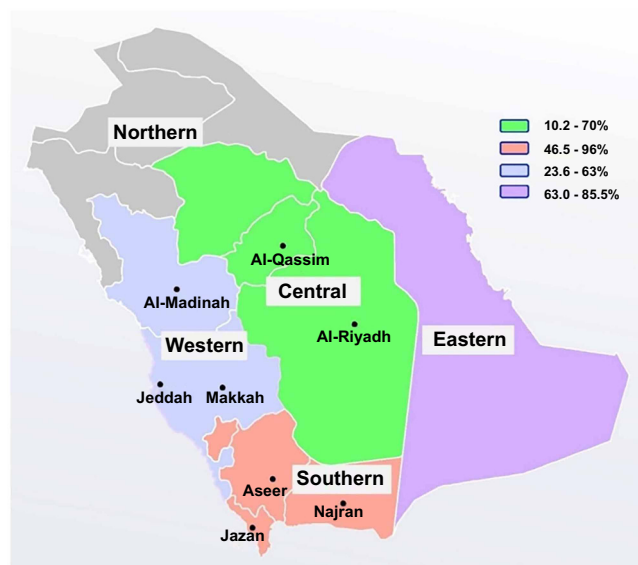 Northern
10.2 - 70%
46.5 - 96%
23.6 - 63%
63.0 - 85.5%
Al-Qassim
Central
Al-Madinah
Al-Riyadh
Western
Eastern
Jeddah
Makkah
Southern
Aseer
Najran
Jazan